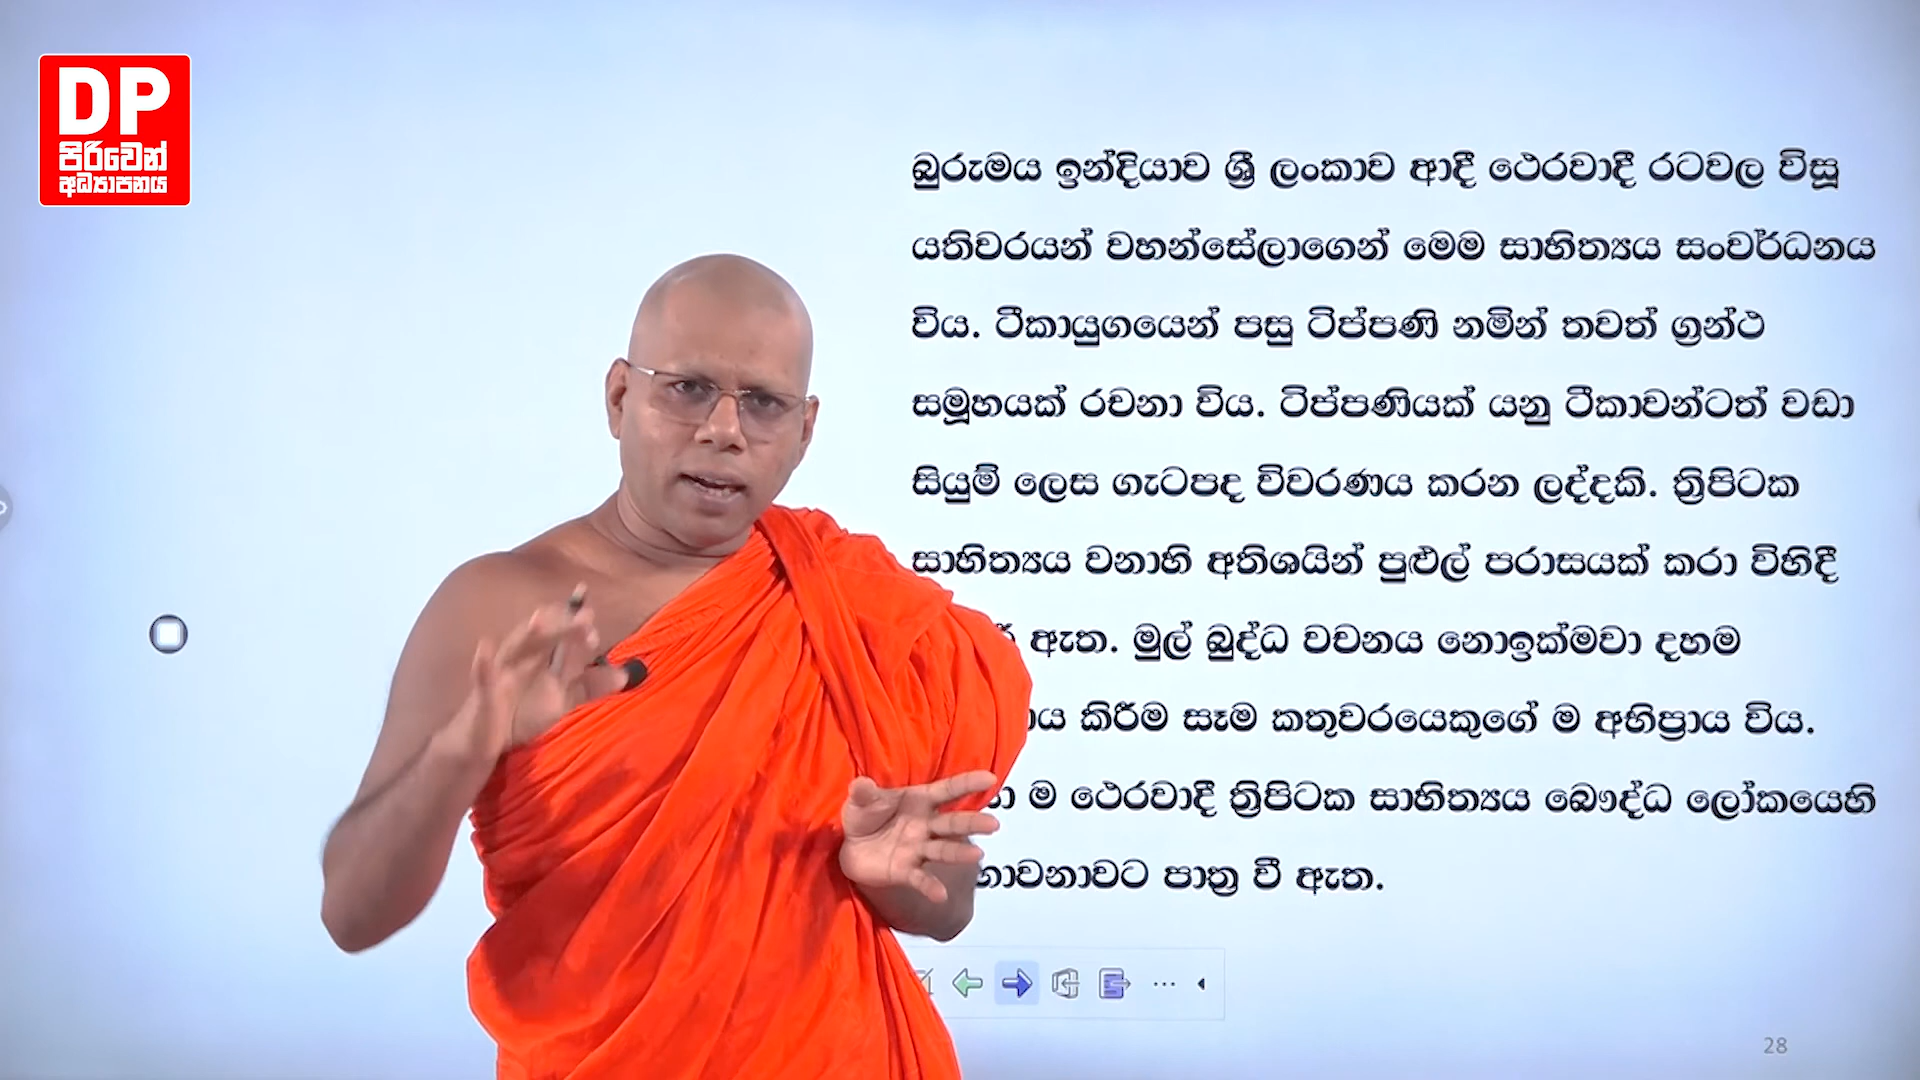 DP
පිරිවෙන්
අධ්‍යාපනය
බුරුමය ඉන්දියාව ශ්‍රී ලංකාව ආදී ථෙරවාදී රටවල විසූ
යතිවරයන් වහන්සේලාගෙන් මෙම සාහිත්‍යය සංවර්ධනය
විය. ටීකායුගයෙන් පසු ටිප්පණි නමින් තවත් ග්‍රන්ථ
සමූහයක් රචනා විය. ටිප්පණියක් යනු ටීකාවන්ටත් වඩා
සියුම් ලෙස ගැටපද විවරණය කරන ලද්දකි. ත්‍රිපිටක
සාහිත්‍යය වනාහි අතිශයින් පුළුල් පරාසයක් කරා විහිදී
ඇත. මුල් බුද්ධ වචනය නොඉක්මවා දහම
කිරීම සෑම කතුවරයෙකුගේ ම අභිප්‍රාය විය.
ම ථෙරවාදී ත්‍රිපිටක සාහිත්‍යය බෞද්ධ ලෝකයෙහි
පාත්‍ර වී ඇත.
28